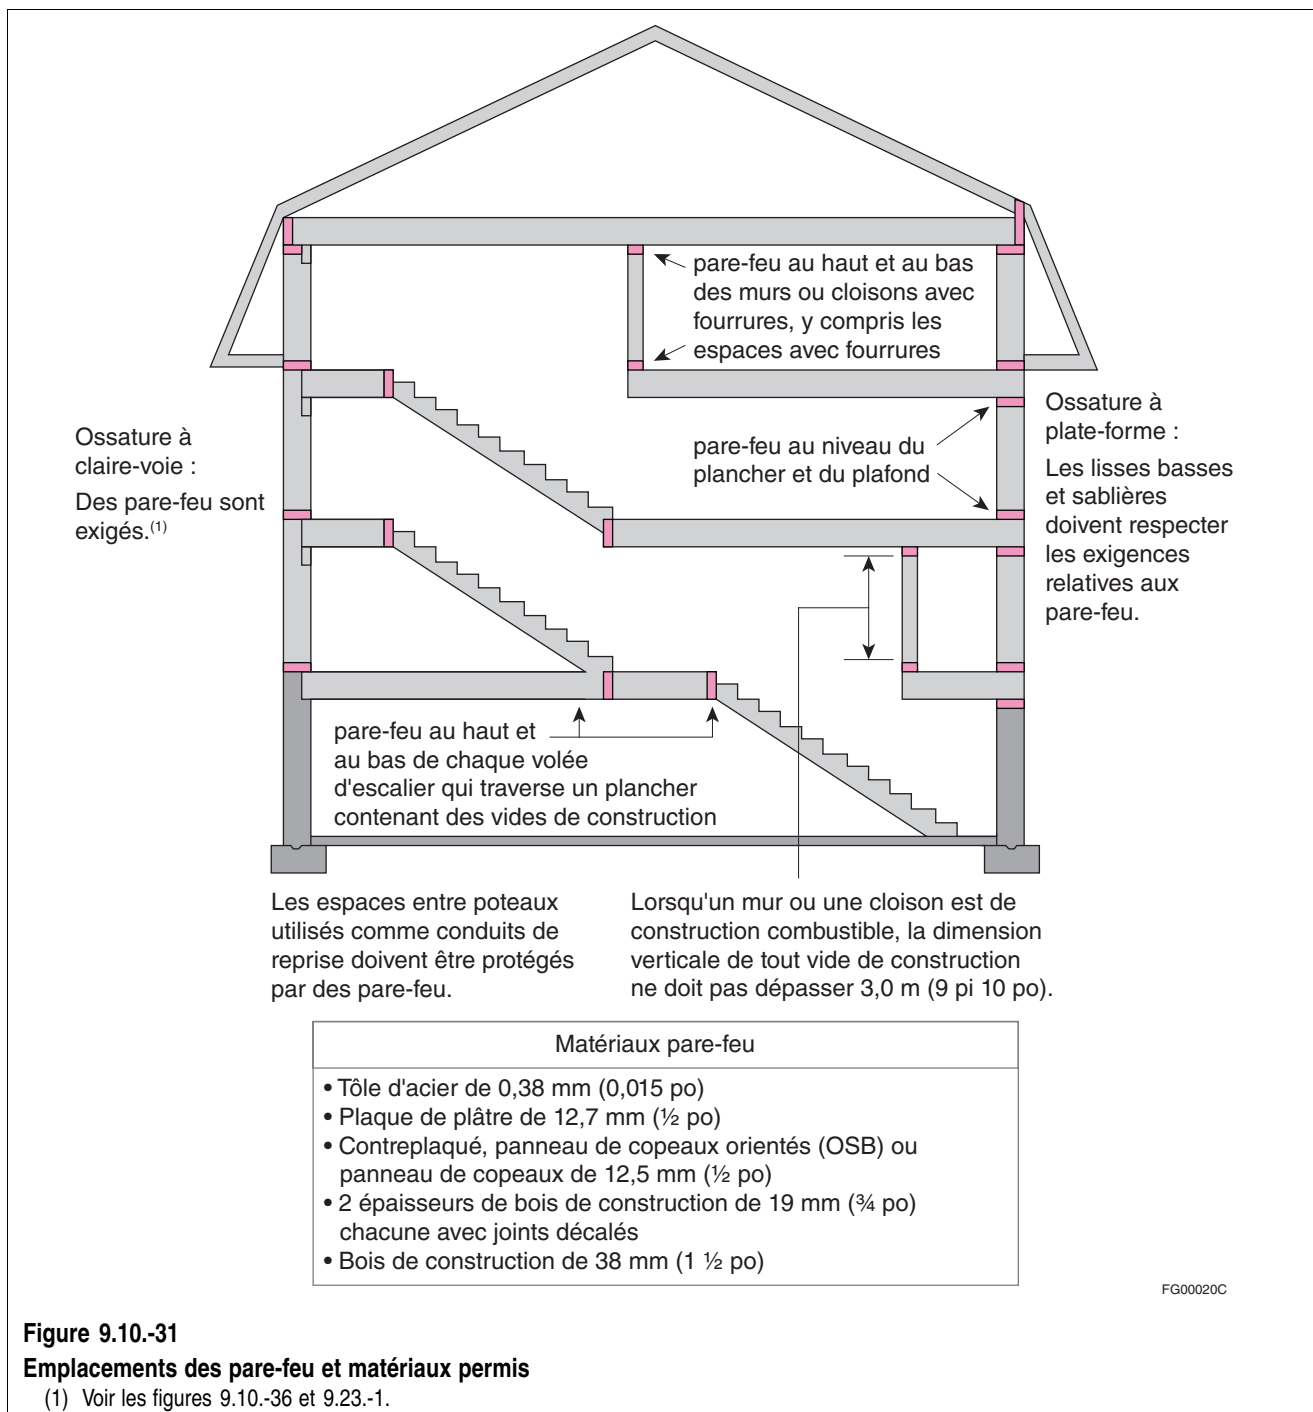 pare-feu au haut et au bas
des murs ou cloisons avec
fourrures, y compris les
espaces avec fourrures
Ossature à
claire-voie :
Des pare-feu sont
exigés.(1)
pare-feu au niveau du
plancher et du plafond
Ossature à
plate-forme :
Les lisses basses
et sablières
doivent respecter
les exigences
relatives aux
pare-feu.
pare-feu au haut et
au bas de chaque volée
d'escalier qui traverse un plancher
contenant des vides de construction
Les espaces entre poteaux
utilisés comme conduits de
reprise doivent être protégés
par des pare-feu.
Lorsqu'un mur ou une cloison est de
construction combustible, la dimension
verticale de tout vide de construction
ne doit pas dépasser 3,0 m (9 pi 10 po).
Matériaux pare-feu
• Tôle d'acier de 0,38 mm (0,015 po)
• Plaque de plâtre de 12,7 mm (½ po)
• Contreplaqué, panneau de copeaux orientés (OSB) ou
panneau de copeaux de 12,5 mm (½ po)
• 2 épaisseurs de bois de construction de 19 mm (¾ po)
chacune avec joints décalés
• Bois de construction de 38 mm (1 ½ po)
FG00020C
Figure 9.10.-31
Emplacements des pare-feu et matériaux permis
(1) Voir les figures 9.10.-36 et 9.23.-1.